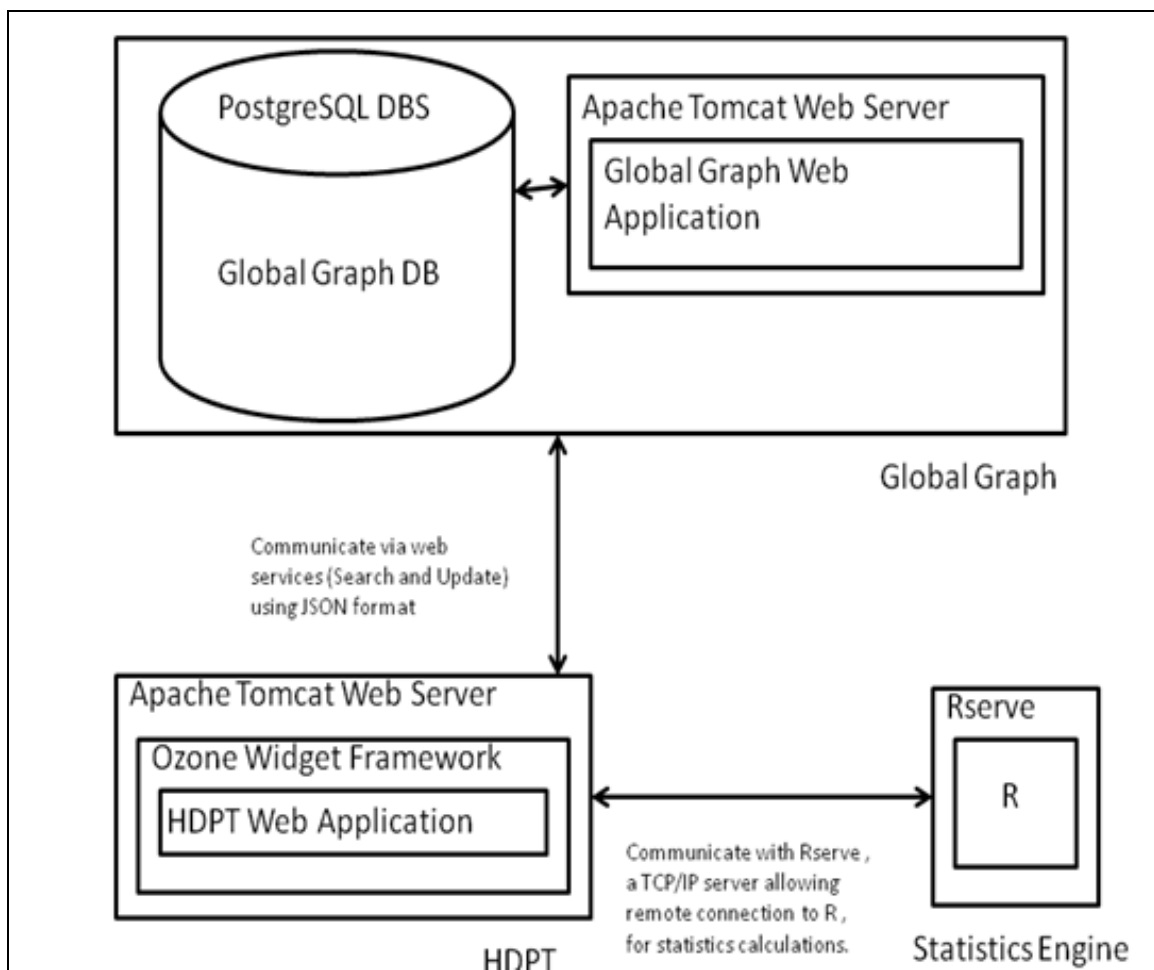 PostgreSQL DBS
Global Graph DB
Apache Tomcat Web Server
Global Graph Web
Application
Global Graph
Communicate via web
services (Search and Update)
using JSON format
Apache Tomcat Web Server
Ozone Widget Framework
HDPT Web Application
HDPT
Communicate with Rserve ,
a TCP/IP server allowing
remote connection to R ,
for statistics calculations.
Rserve
R
Statistics Engine